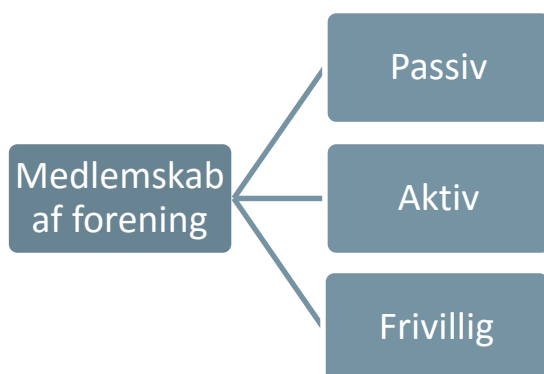 Passiv
Medlemskab
af forening
Aktiv
Frivillig